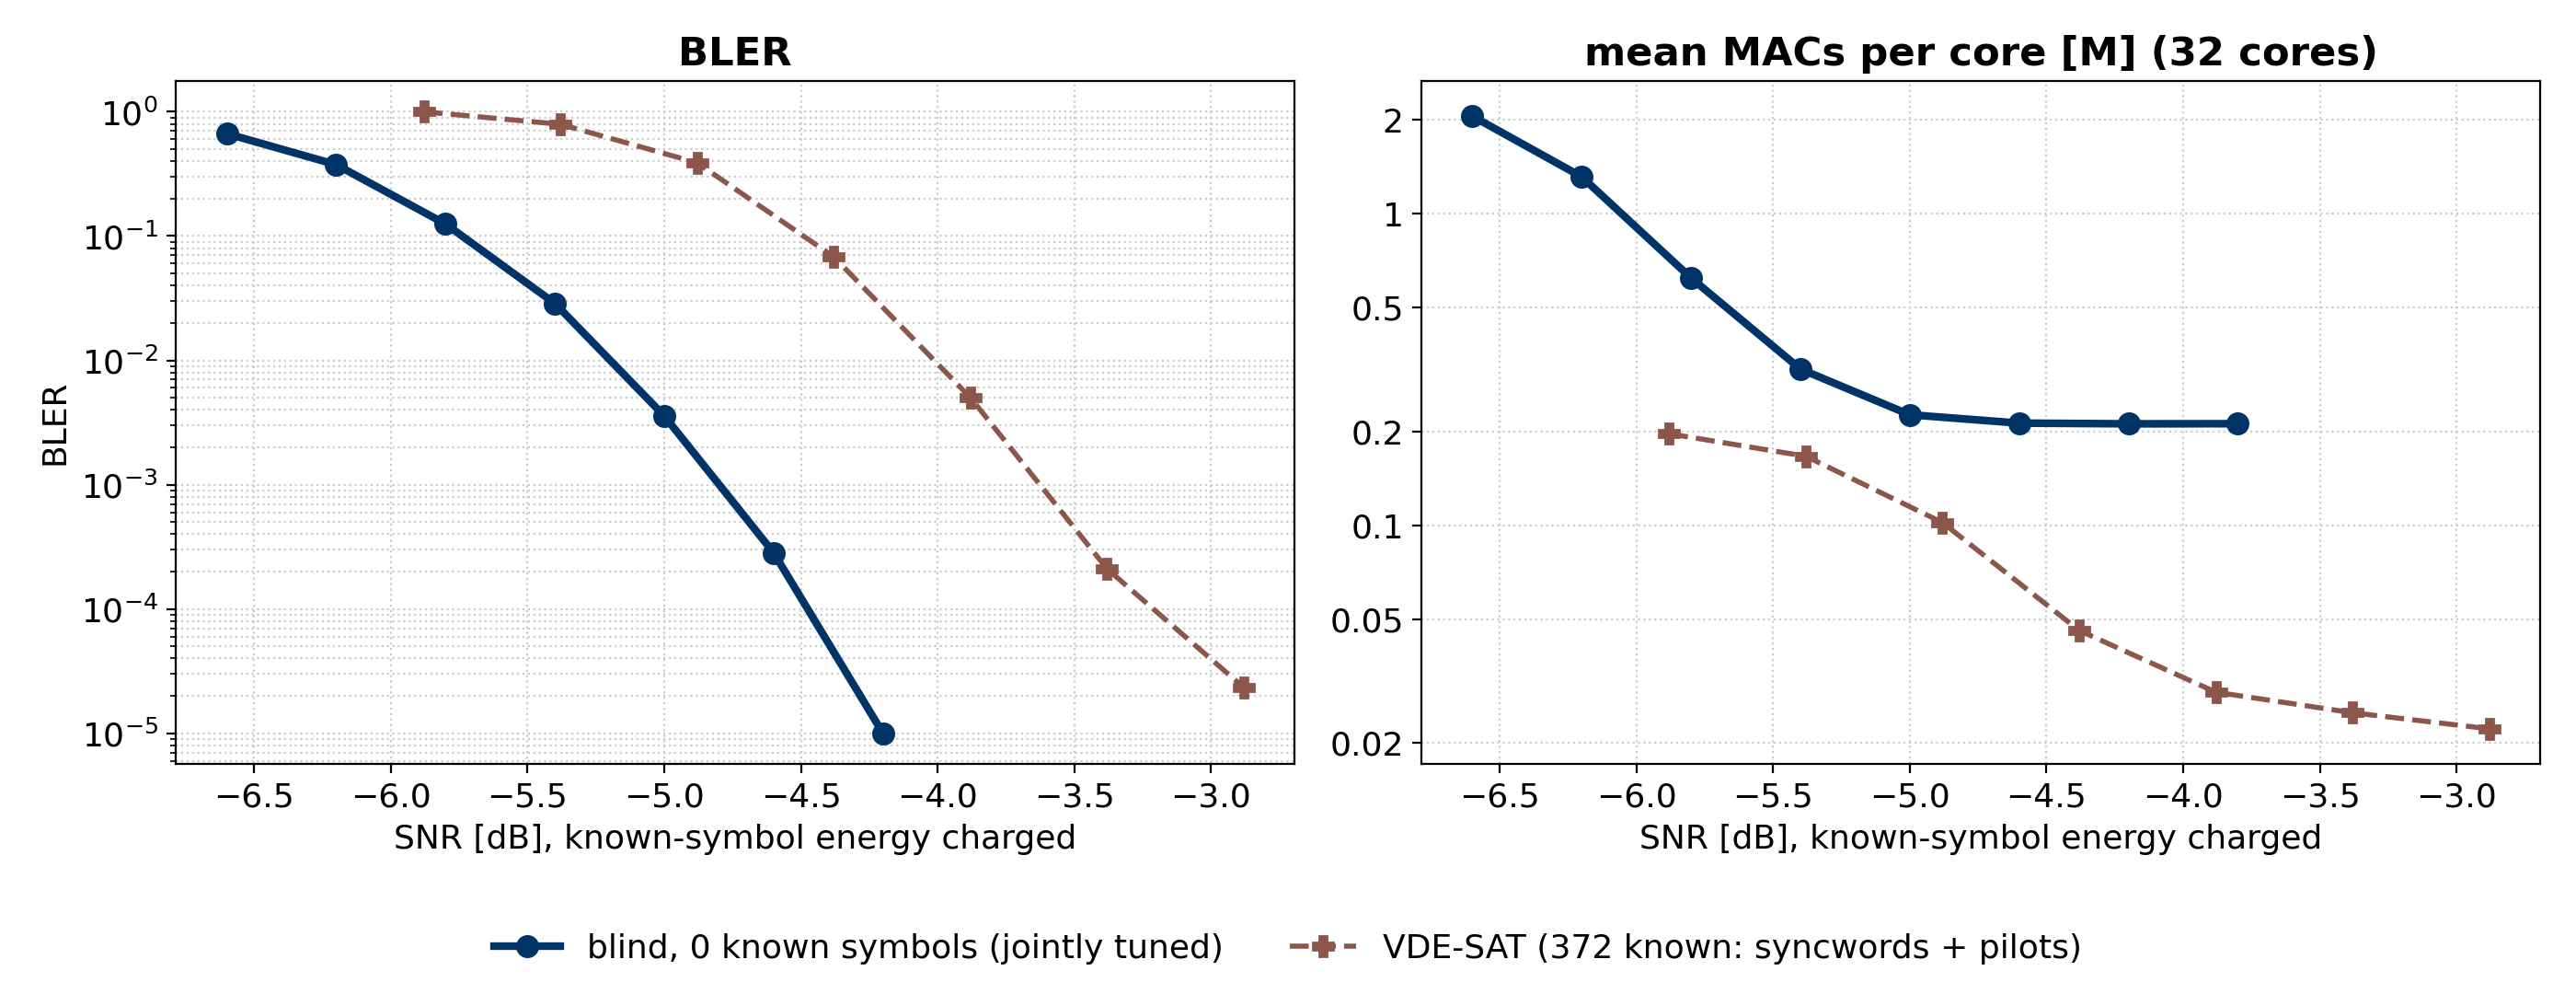 BLER
mean MACs per core [M] (32 cores)
BLER
10⁰
10⁻¹
10⁻²
10⁻³
10⁻⁴
10⁻⁵
2
1
0.5
0.2
0.1
0.05
0.02
−6.5 −6.0 −5.5 −5.0 −4.5 −4.0 −3.5 −3.0
−6.5 −6.0 −5.5 −5.0 −4.5 −4.0 −3.5 −3.0
SNR [dB], known-symbol energy charged
SNR [dB], known-symbol energy charged
blind, 0 known symbols (jointly tuned)
VDE-SAT (372 known: syncwords + pilots)